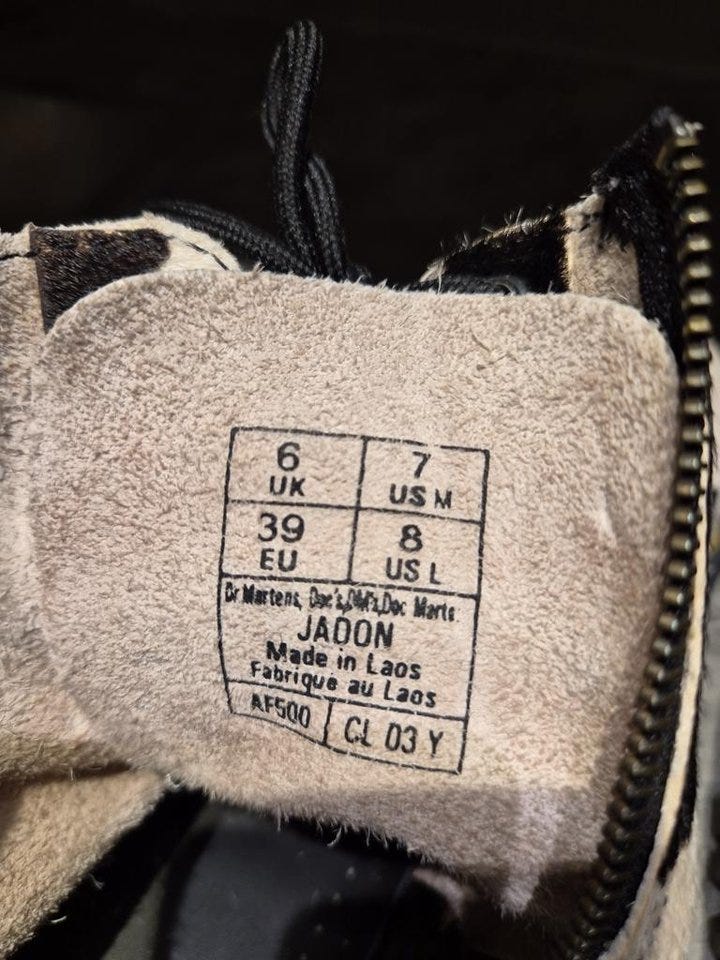 6 7
UK US M
39 8
EU US L
Dr Martens, Doc's, DM's, Doc Marts.
JADON
Made in Laos
Fabrique au Laos
AF500 CL 03 Y